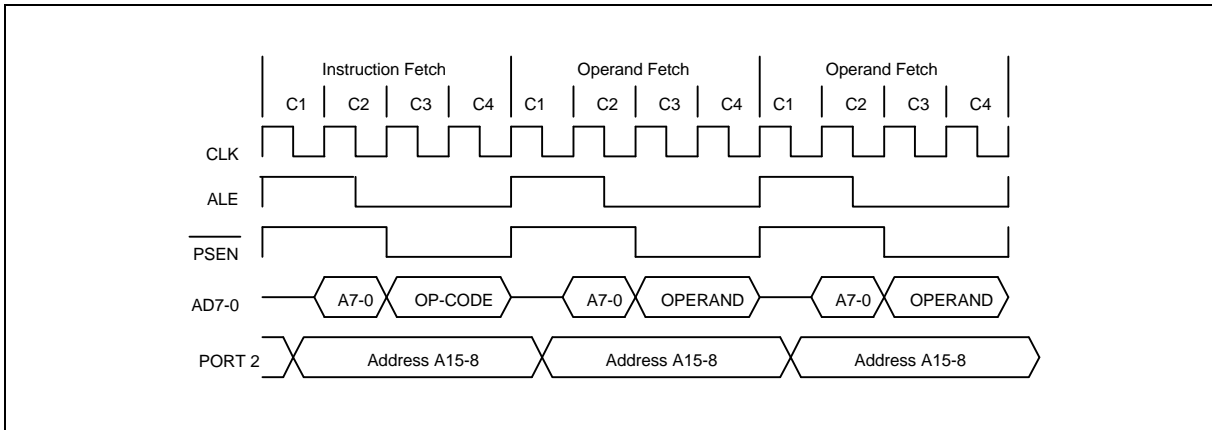 Instruction Fetch Operand Fetch Operand Fetch
C1 C2 C3 C4 C1 C2 C3 C4 C1 C2 C3 C4
CLK
ALE
PSEN
AD7-0 A7-0 OP-CODE A7-0 OPERAND A7-0 OPERAND
PORT 2 Address A15-8 Address A15-8 Address A15-8